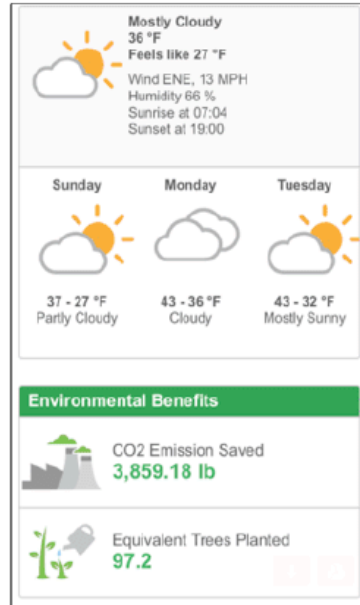 Mostly Cloudy
36 °F
Feels like 27 °F
Wind ENE, 13 MPH
Humidity 66 %
Sunrise at 07:04
Sunset at 19:00
Sunday Monday Tuesday
37 - 27 °F 43 - 36 °F 43 - 32 °F
Partly Cloudy Cloudy Mostly Sunny
Environmental Benefits
CO2 Emission Saved
3,859.18 lb
Equivalent Trees Planted
97.2